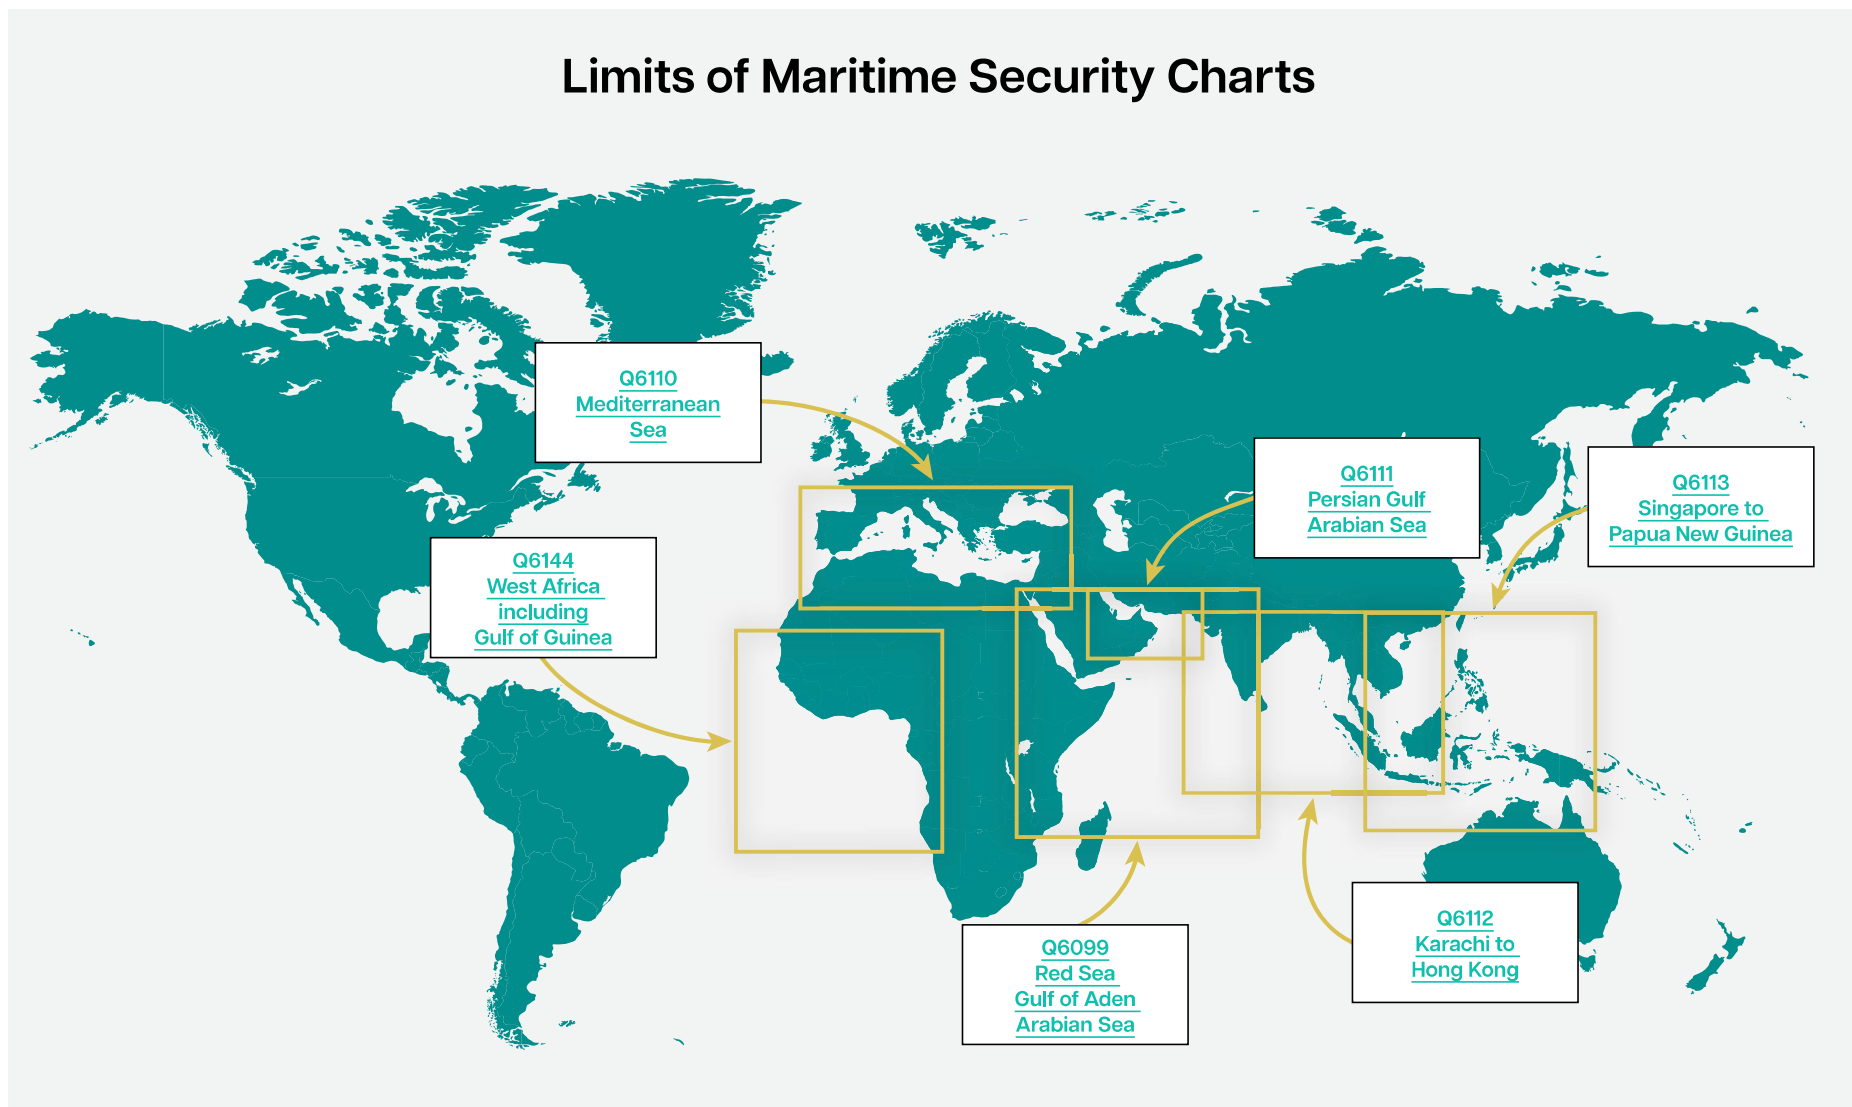 Limits of Maritime Security Charts
Q6110
Mediterranean
Sea
Q6111
Persian Gulf
Arabian Sea
Q6113
Singapore to
Papua New Guinea
Q6144
West Africa
including
Gulf of Guinea
Q6099
Red Sea
Gulf of Aden
Arabian Sea
Q6112
Karachi to
Hong Kong